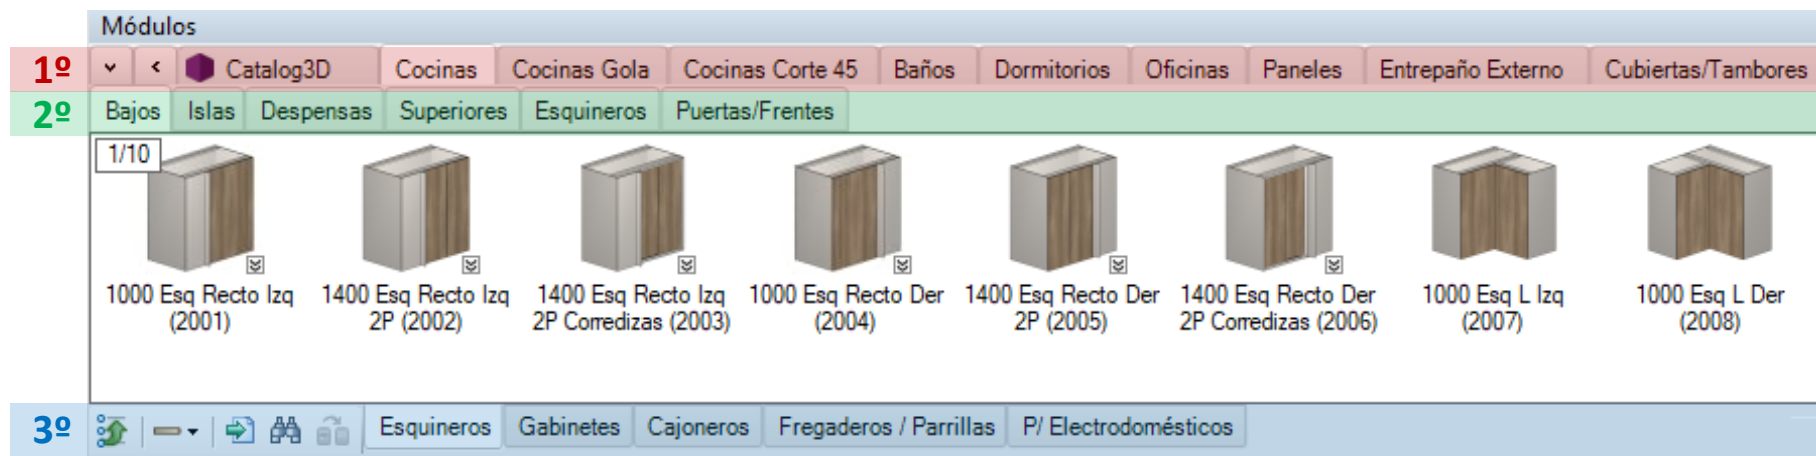 Módulos
1º Catalog3D Cocinas Cocinas Gola Cocinas Corte 45 Baños Dormitorios Oficinas Paneles Entrepaño Externo Cubiertas/Tambores
2º Bajos Islas Despensas Superiores Esquineros Puertas/Frentes
1/10
1000 Esq Recto Izq 1400 Esq Recto Izq 1400 Esq Recto Izq 1000 Esq Recto Der 1400 Esq Recto Der 1400 Esq Recto Der 1000 Esq L Izq 1000 Esq L Der
(2001) 2P (2002) 2P Corredizas (2003) (2004) 2P (2005) 2P Corredizas (2006) (2007) (2008)
3º Esquineros Gabinetes Cajoneros Fregaderos / Parrillas P/ Electrodomésticos